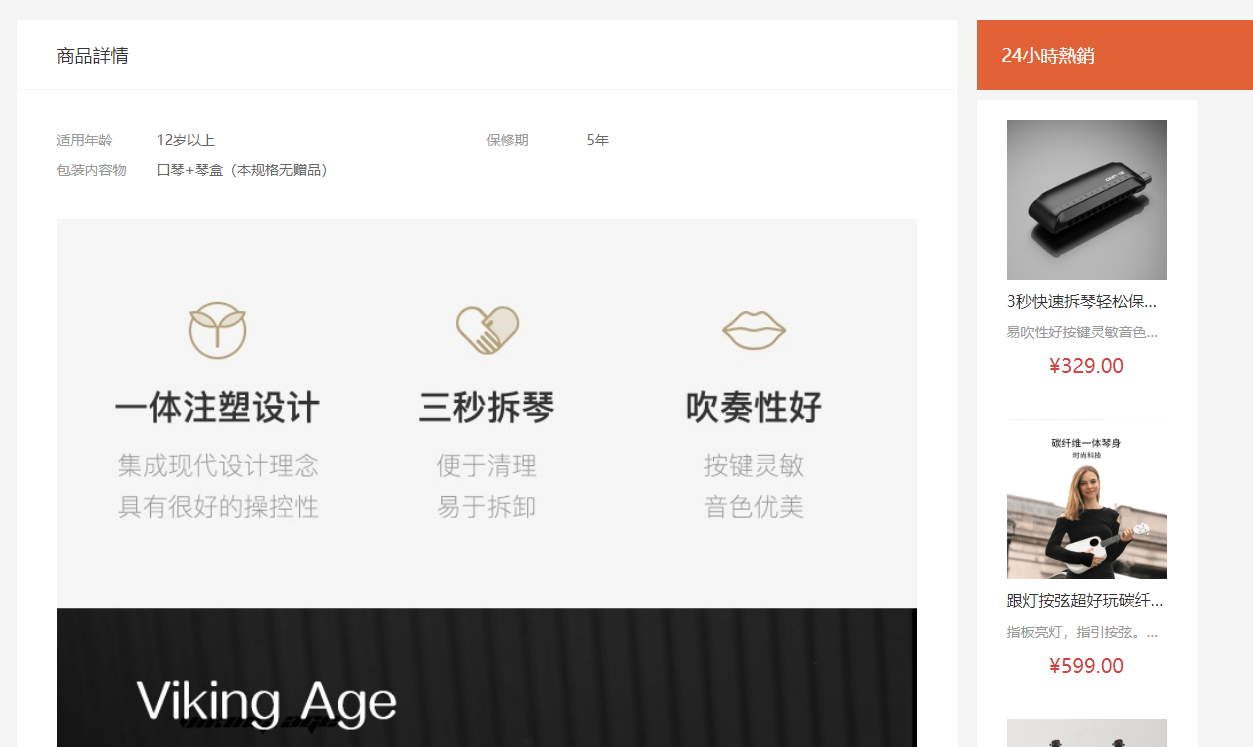 商品詳情
适用年龄 12岁以上 保修期 5年
包装内容物 口琴+琴盒（本规格无赠品）
一体注塑设计 三秒拆琴 吹奏性好
集成现代设计理念 便于清理 按键灵敏
具有很好的操控性 易于拆卸 音色优美
Viking Age
24小時熱銷
3秒快速拆琴轻松保...
易吹性好按键灵敏音色...
¥329.00
碳纤维一体琴身
时尚科技
跟灯按弦超好玩碳纤...
指板亮灯，指引按弦。...
¥599.00